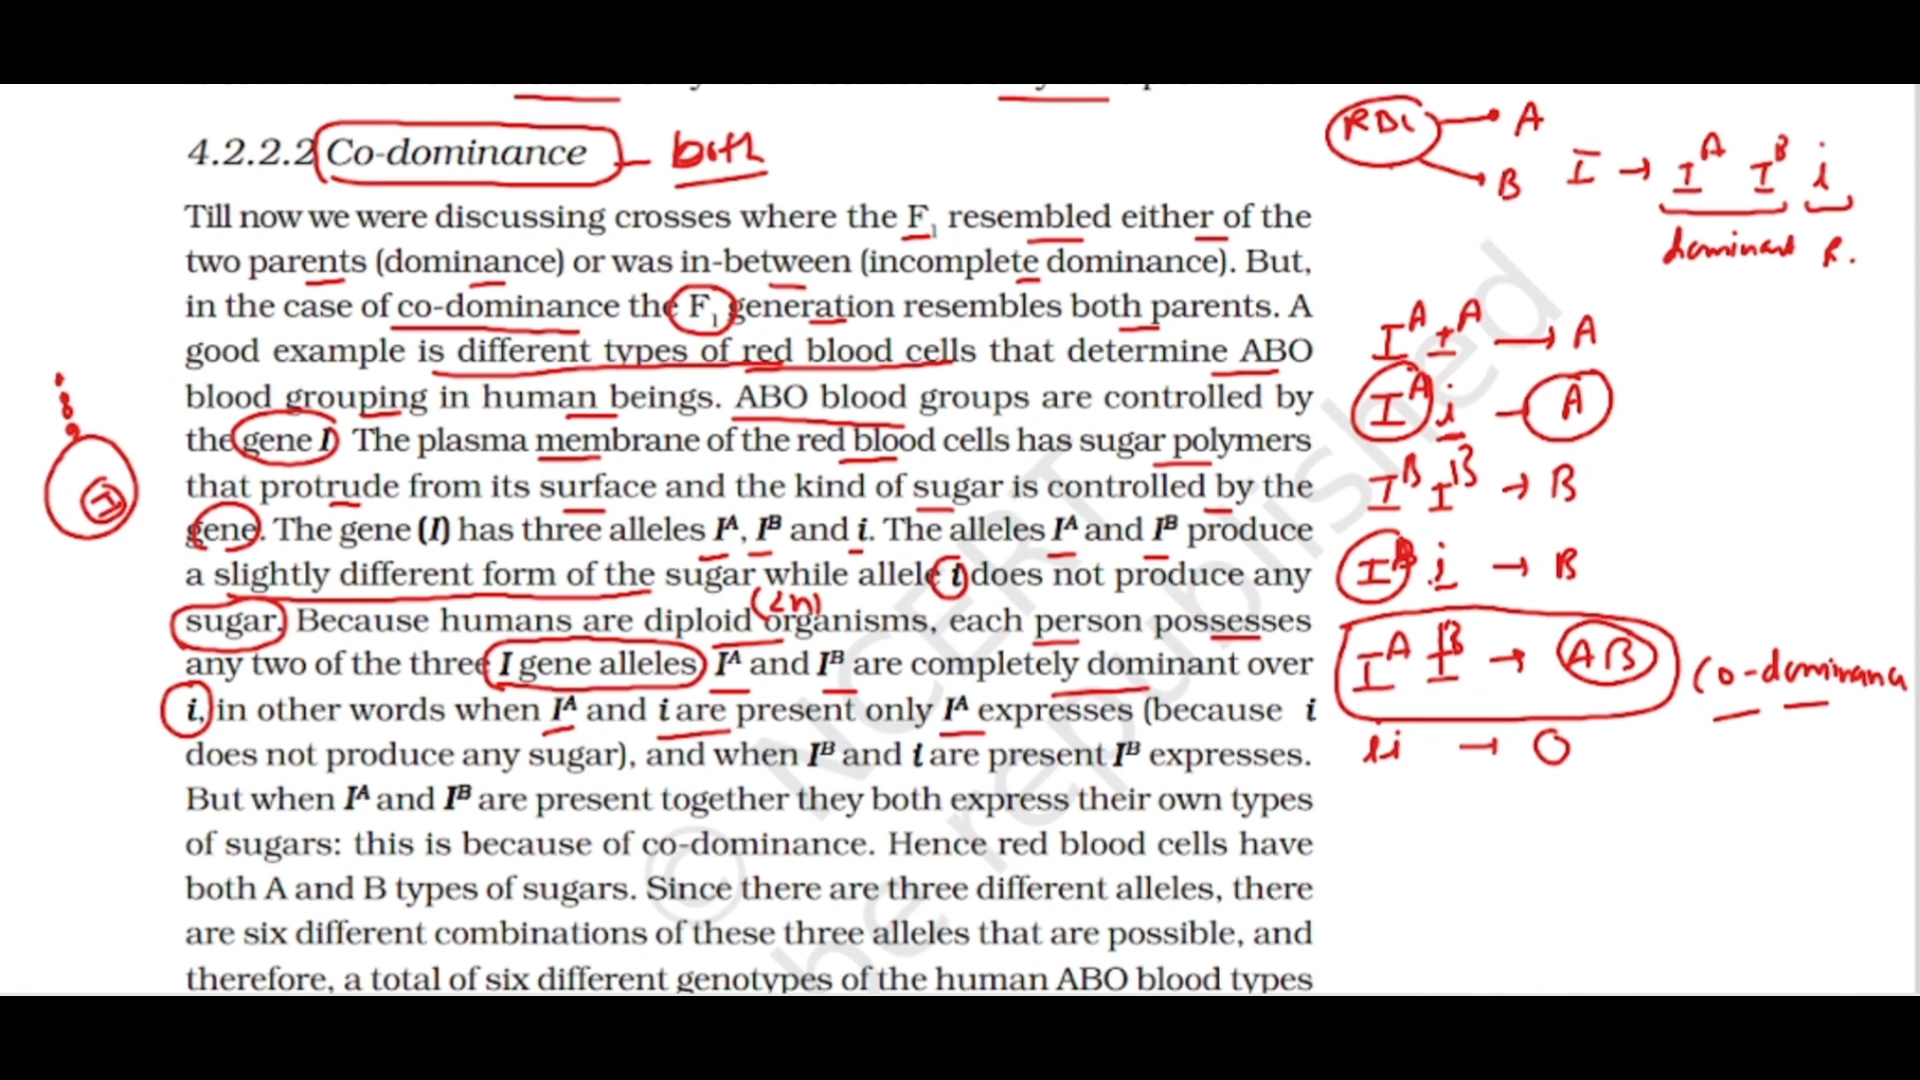 4.2.2.2 Co-dominance both
Till now we were discussing crosses where the F₁ resembled either of the
two parents (dominance) or was in-between (incomplete dominance). But,
in the case of co-dominance the F₁ generation resembles both parents. A
good example is different types of red blood cells that determine ABO
blood grouping in human beings. ABO blood groups are controlled by
the gene I. The plasma membrane of the red blood cells has sugar polymers
that protrude from its surface and the kind of sugar is controlled by the
gene. The gene (I) has three alleles Iᴬ, Iᴮ and i. The alleles Iᴬ and Iᴮ produce
a slightly different form of the sugar while allele i does not produce any
(2n)
sugar. Because humans are diploid organisms, each person possesses
any two of the three I gene alleles. Iᴬ and Iᴮ are completely dominant over
i, in other words when Iᴬ and i are present only Iᴬ expresses (because i
does not produce any sugar), and when Iᴮ and i are present Iᴮ expresses.
But when Iᴬ and Iᴮ are present together they both express their own types
of sugars: this is because of co-dominance. Hence red blood cells have
both A and B types of sugars. Since there are three different alleles, there
are six different combinations of these three alleles that are possible, and
therefore, a total of six different genotypes of the human ABO blood types
I
RBC A
B
I → Iᴬ Iᴮ i
dominant R.
Iᴬ Iᴬ → A
Iᴬ i – A
Iᴮ Iᴮ → B
i → B
Iᴬ Iᴮ → AB
Co-dominance
ii → O
© NCERT
be republished